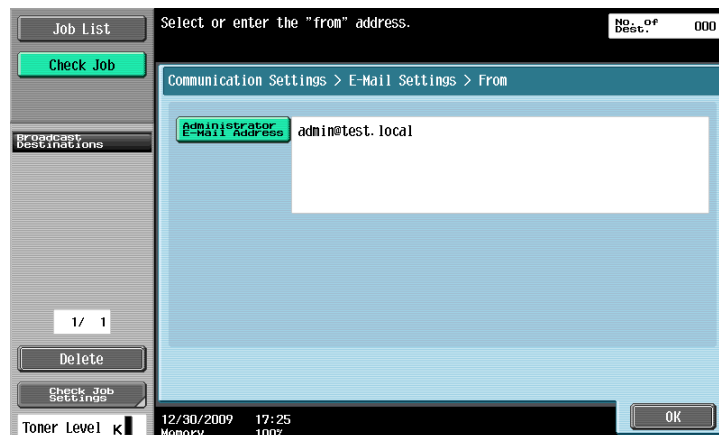 Job List
Select or enter the "from" address.
No. of
Dest.
000
Check Job
Communication Settings > E-Mail Settings > From
Administrator
E-Mail Address
admin@test.local
Broadcast
Destinations
1/ 1
Delete
Check Job
Settings
OK
Toner Level K
12/30/2009 17:25
Memory 100%